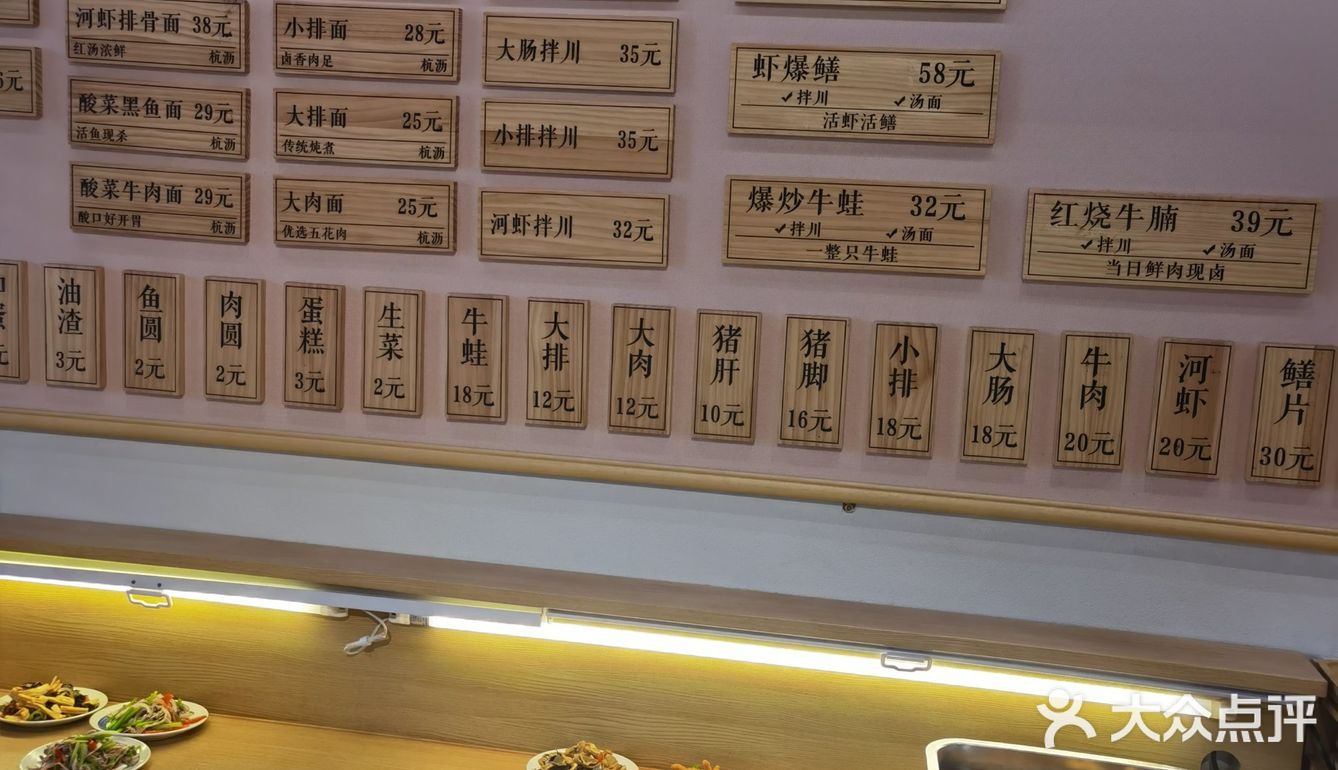 河虾排骨面 38元
红汤浓鲜 杭沥
酸菜黑鱼面 29元
活鱼现杀 杭沥
酸菜牛肉面 29元
酸口好开胃 杭沥
小排面 28元
卤香肉足 杭沥
大排面 25元
传统炖煮 杭沥
大肉面 25元
优选五花肉 杭沥
大肠拌川 35元
小排拌川 35元
河虾拌川 32元
虾爆鳝 58元
✓拌川 ✓汤面
活虾活鳝
爆炒牛蛙 32元
✓拌川 ✓汤面
一整只牛蛙
红烧牛腩 39元
✓拌川 ✓汤面
当日鲜肉现卤
油渣 3元
鱼圆 2元
肉圆 2元
蛋糕 3元
生菜 2元
牛蛙 18元
大排 12元
大肉 12元
猪肝 10元
猪脚 16元
小排 18元
大肠 18元
牛肉 20元
河虾 20元
鳝片 30元
大众点评